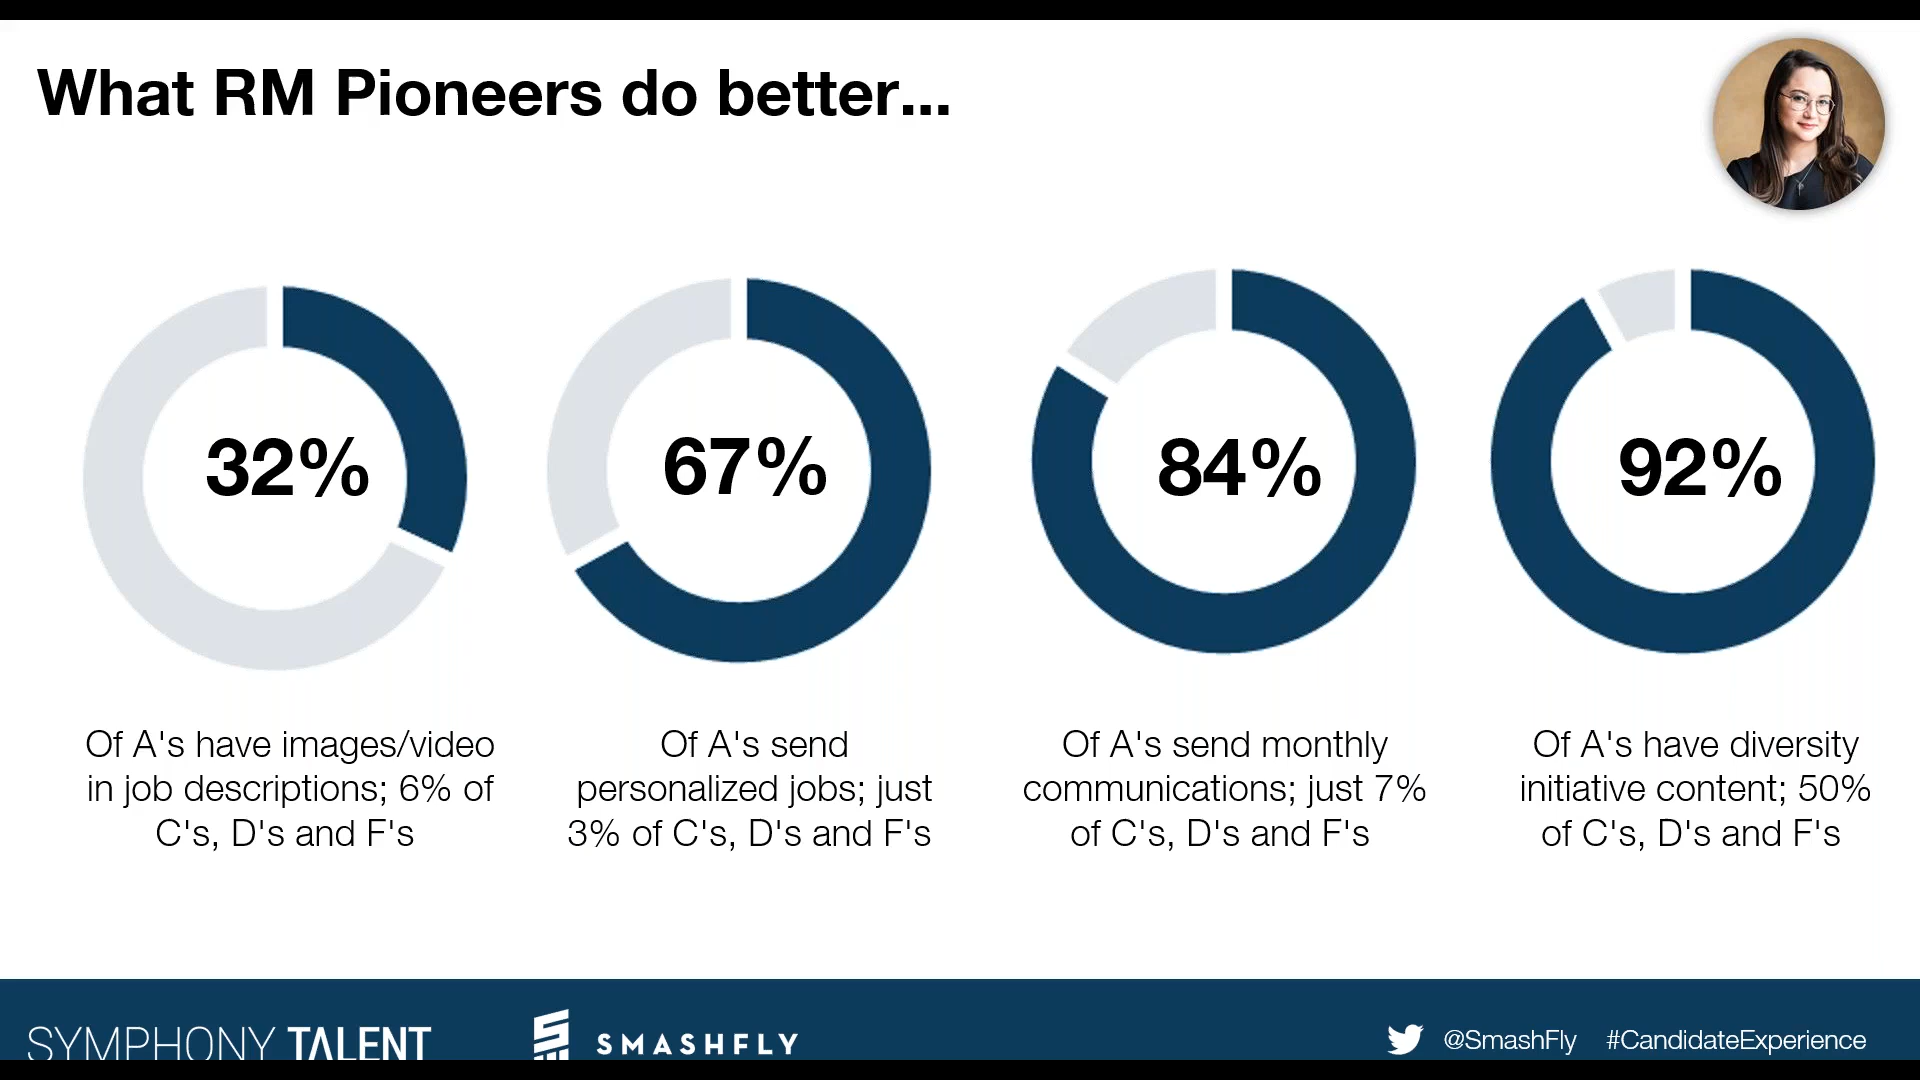 What RM Pioneers do better...
32%
67%
84%
92%
Of A's have images/video
in job descriptions; 6% of
C's, D's and F's
Of A's send
personalized jobs; just
3% of C's, D's and F's
Of A's send monthly
communications; just 7%
of C's, D's and F's
Of A's have diversity
initiative content; 50%
of C's, D's and F's
SYMPHONY TALENT
SMASHFLY
@SmashFly #CandidateExperience